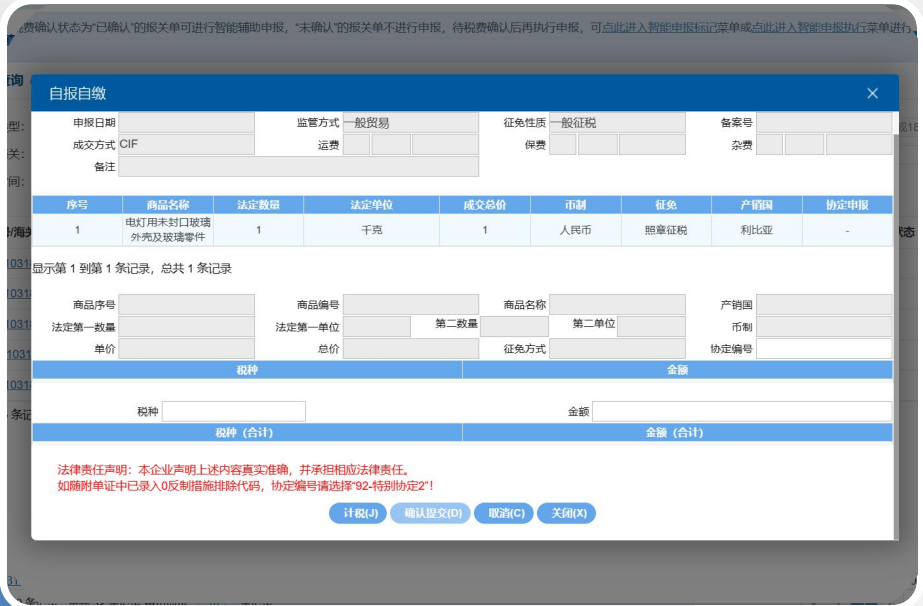 费确认状态为"已确认"的报关单可进行智能辅助申报，"未确认"的报关单不进行申报，待税费确认后再执行申报，可点此进入智能申报标记菜单或点此进入智能申报执行菜单进行
查询
自报自缴
申报日期 监管方式 一般贸易 征免性质 一般征税 备案号
成交方式 CIF 运费 保费 杂费
备注
序号 商品名称 法定数量 法定单位 成交总价 币制 征免 产销国 协定申报
1 电灯用未封口玻璃外壳及玻璃零件 1 千克 1 人民币 照章征税 利比亚 -
显示第 1 到第 1 条记录，总共 1 条记录
商品序号 商品编号 商品名称 产销国
法定第一数量 法定第一单位 第二数量 第二单位 币制
单价 总价 征免方式 协定编号
税种 金额
税种 金额
税种（合计） 金额（合计）
法律责任声明：本企业声明上述内容真实准确，并承担相应法律责任。
如随附单证中已录入0反制措施排除代码，协定编号请选择"92-特别协定2"！
计税(J) 确认提交(D) 取消(C) 关闭(X)